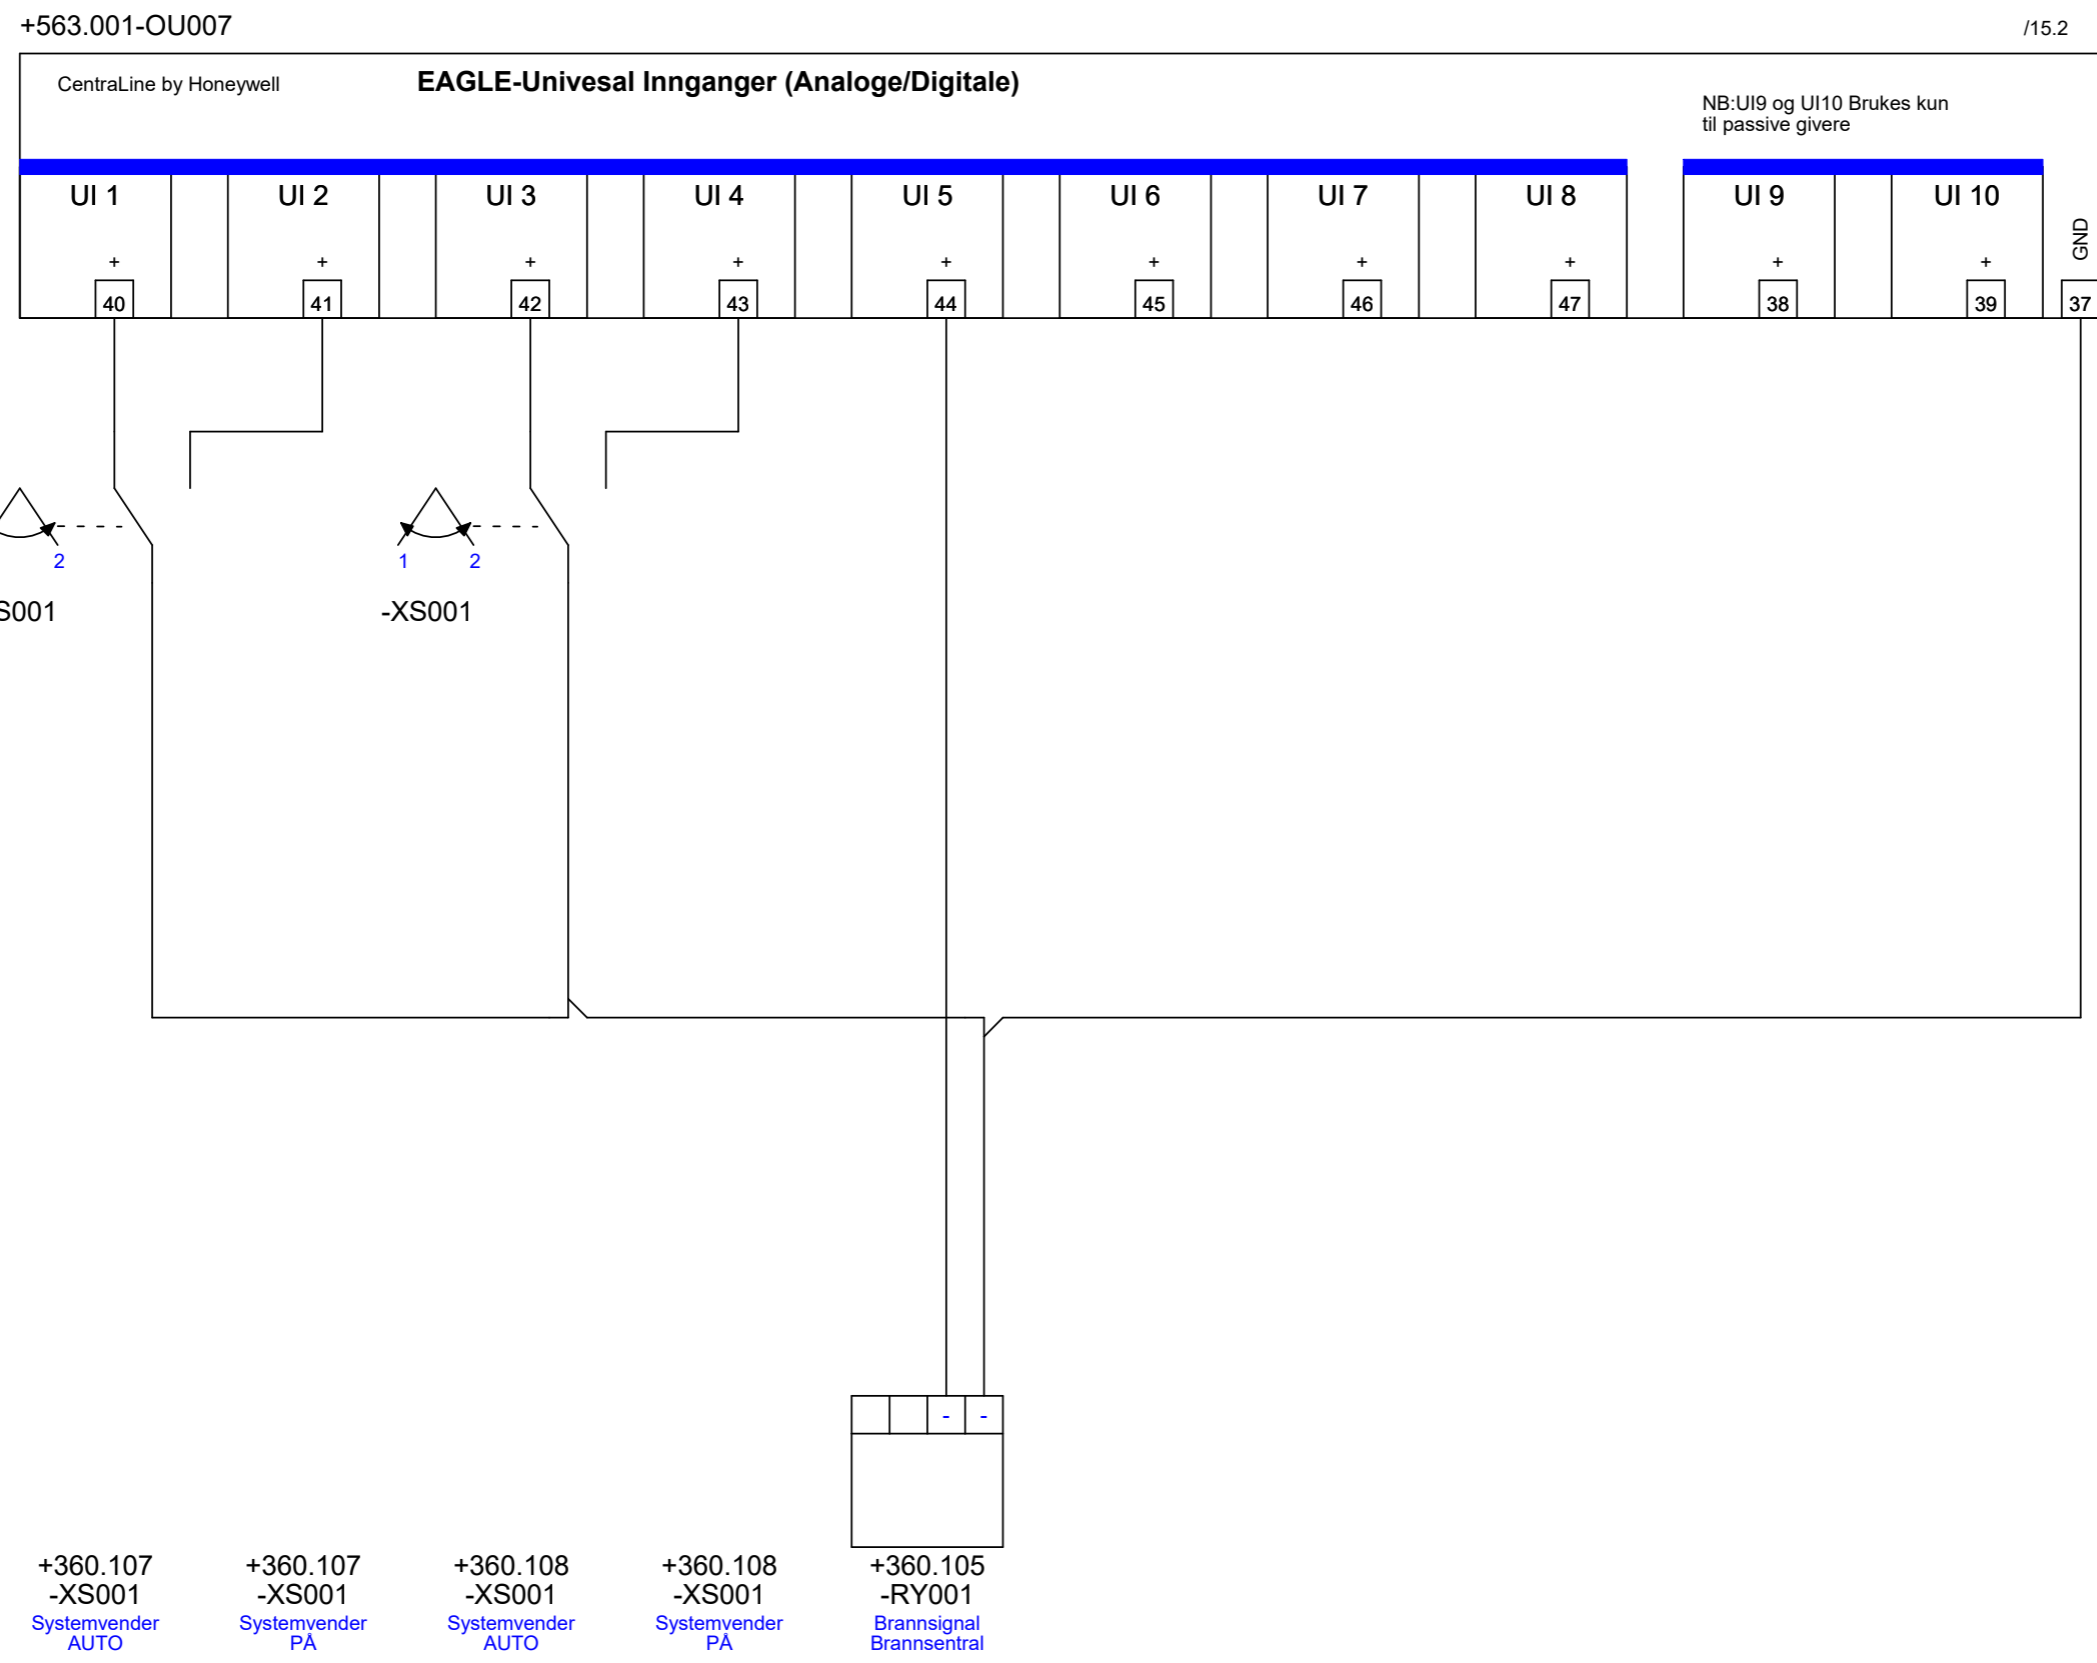 +563.001-OU007
/15.2
CentraLine by Honeywell
EAGLE-Univesal Innganger (Analoge/Digitale)
NB:UI9 og UI10 Brukes kun
til passive givere
UI 1
UI 2
UI 3
UI 4
UI 5
UI 6
UI 7
UI 8
UI 9
UI 10
GND
+
+
+
+
+
+
+
+
+
+
40
41
42
43
44
45
46
47
38
39
37
2
1
2
S001
-XS001
-
-
+360.107
-XS001
Systemvender
AUTO
+360.107
-XS001
Systemvender
PÅ
+360.108
-XS001
Systemvender
AUTO
+360.108
-XS001
Systemvender
PÅ
+360.105
-RY001
Brannsignal
Brannsentral